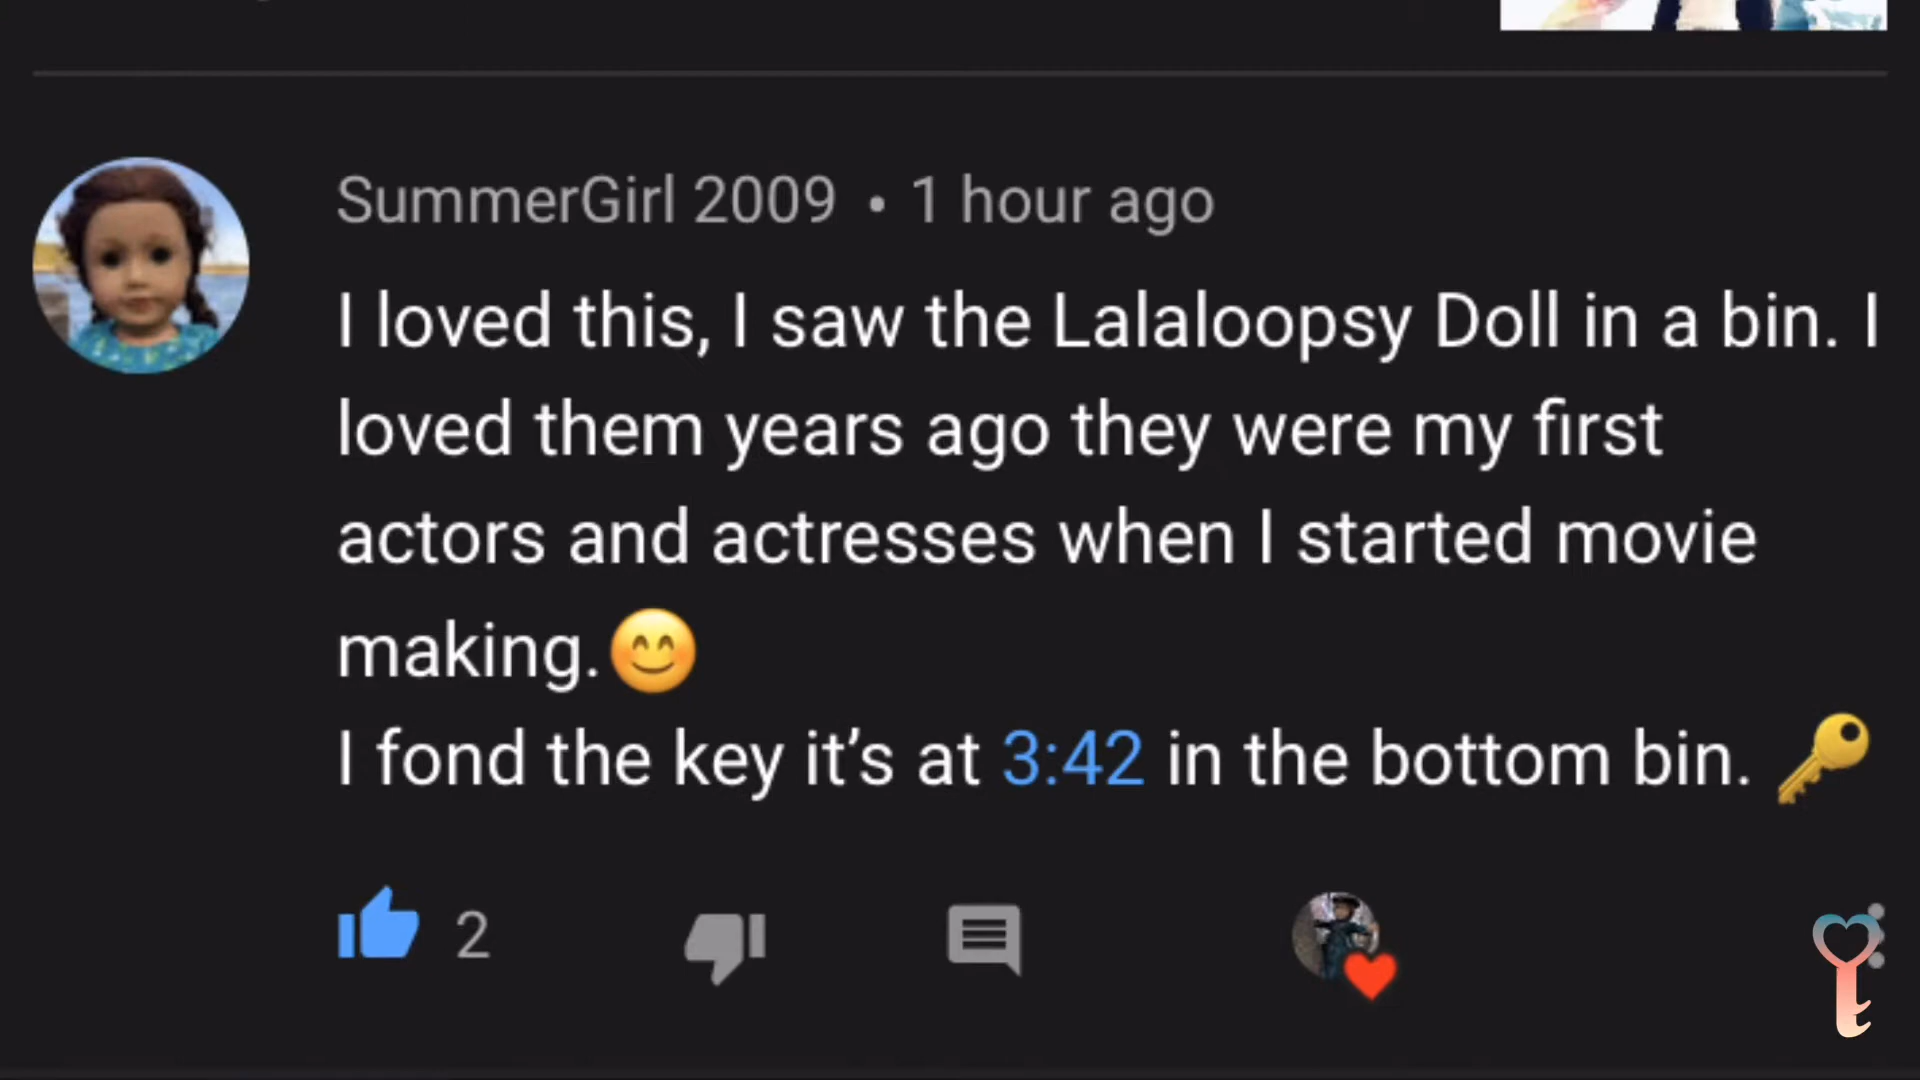 SummerGirl 2009 • 1 hour ago
I loved this, I saw the Lalaloopsy Doll in a bin. I
loved them years ago they were my first
actors and actresses when I started movie
making.😊
I fond the key it’s at 3:42 in the bottom bin. 🔑
2